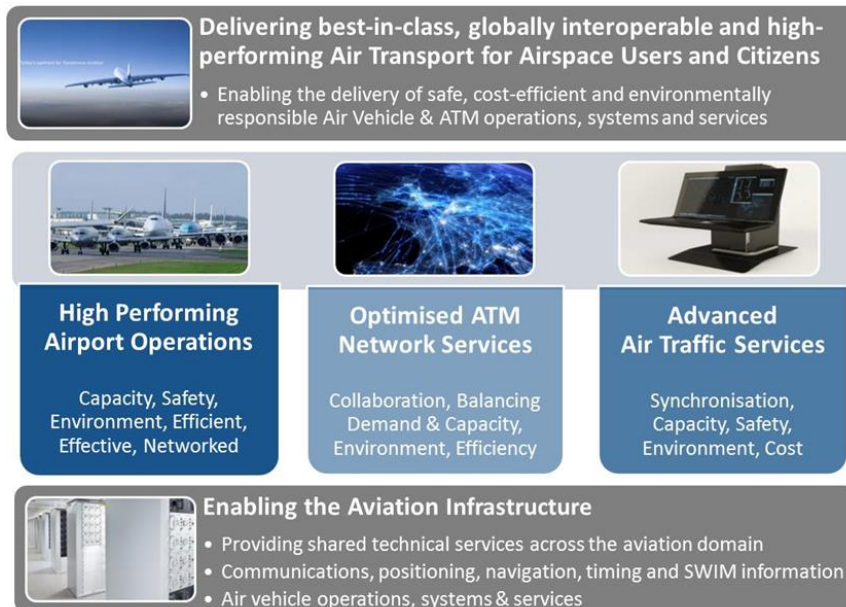 Delivering best-in-class, globally interoperable and high-
performing Air Transport for Airspace Users and Citizens
• Enabling the delivery of safe, cost-efficient and environmentally
responsible Air Vehicle & ATM operations, systems and services
High Performing
Airport Operations
Capacity, Safety,
Environment, Efficient,
Effective, Networked
Optimised ATM
Network Services
Collaboration, Balancing
Demand & Capacity,
Environment, Efficiency
Advanced
Air Traffic Services
Synchronisation,
Capacity, Safety,
Environment, Cost
Enabling the Aviation Infrastructure
• Providing shared technical services across the aviation domain
• Communications, positioning, navigation, timing and SWIM information
• Air vehicle operations, systems & services